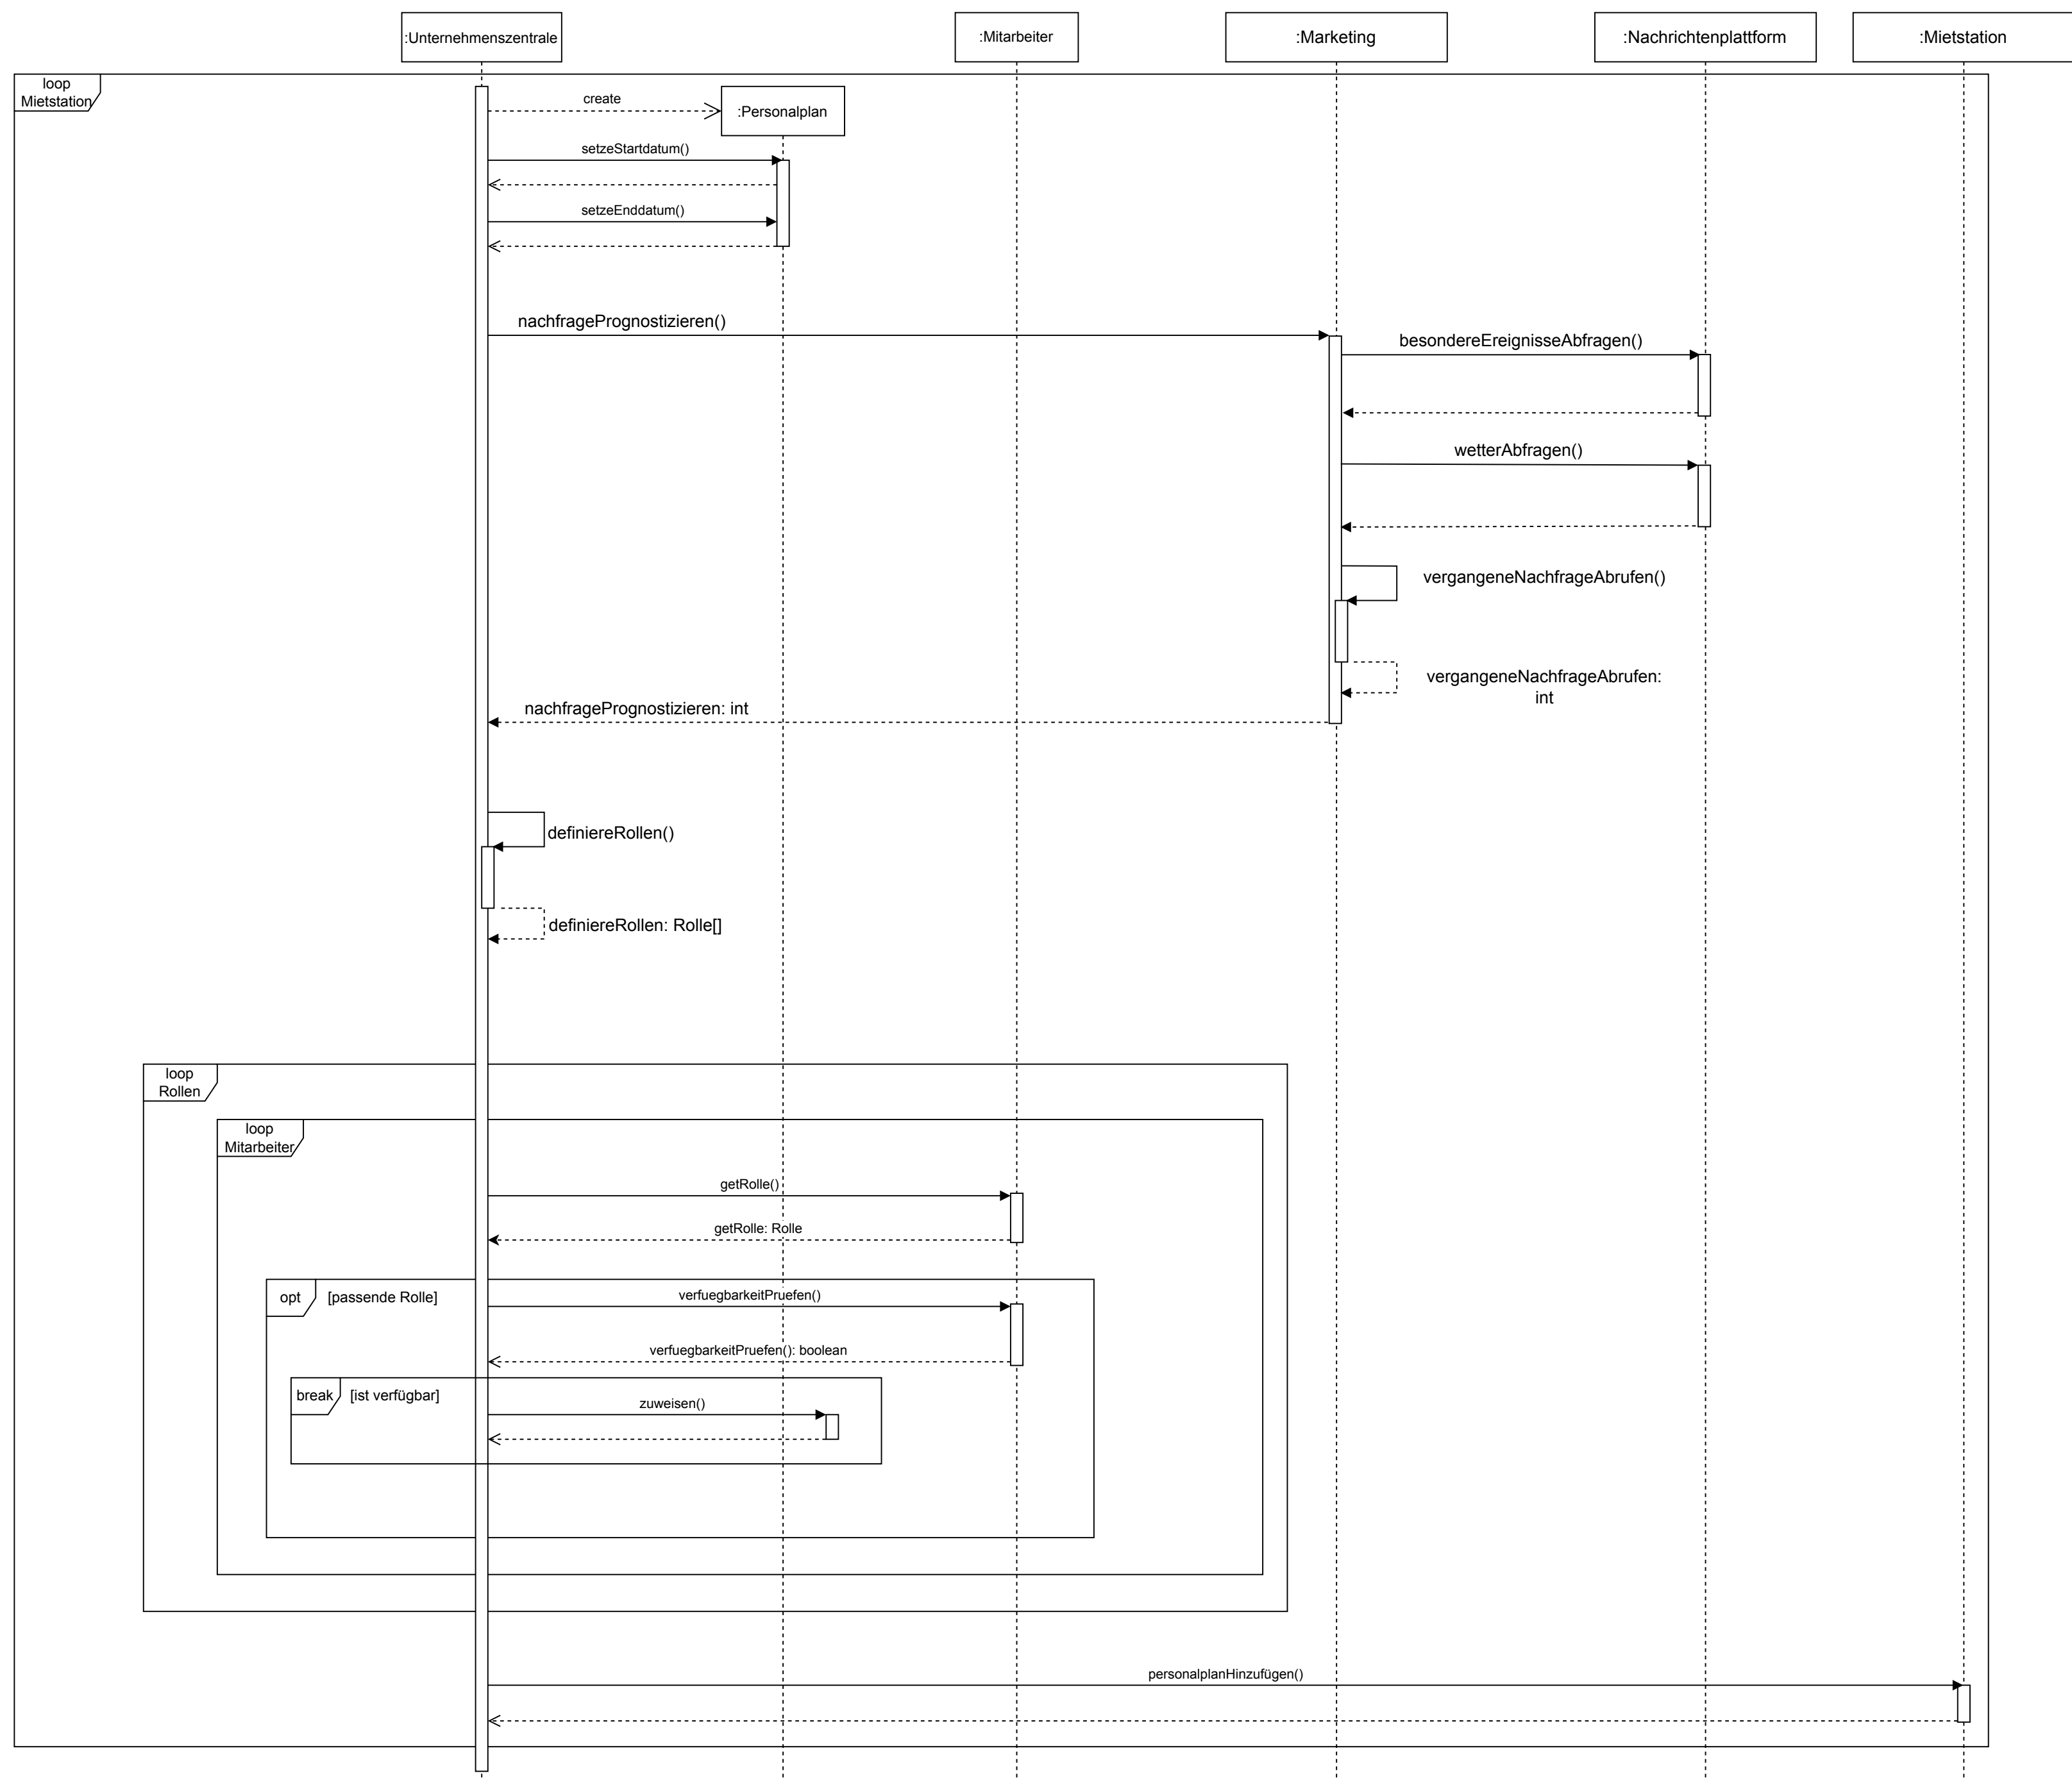 :Unternehmenszentrale
:Mitarbeiter
:Marketing
:Nachrichtenplattform
:Mietstation
loop
Mietstation
create
:Personalplan
setzeStartdatum()
setzeEnddatum()
nachfragePrognostizieren()
besondereEreignisseAbfragen()
wetterAbfragen()
vergangeneNachfrageAbrufen()
vergangeneNachfrageAbrufen:
int
nachfragePrognostizieren: int
definiereRollen()
definiereRollen: Rolle[]
loop
Rollen
loop
Mitarbeiter
getRolle()
getRolle: Rolle
opt
[passende Rolle]
verfuegbarkeitPruefen()
verfuegbarkeitPruefen(): boolean
break
[ist verfügbar]
zuweisen()
personalplanHinzufügen()